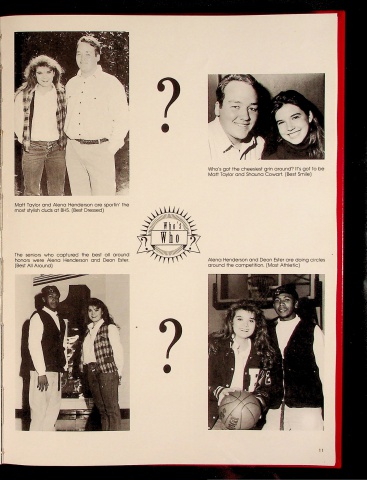 ?
Who's got the cheesiest grin around? It's got to be
Matt Taylor and Shauna Cowart. (Best Smile)
Matt Taylor and Alena Henderson are sportin' the
most stylish duds at BHS. (Best Dressed)
Who's
Who
?
?
The seniors who captured the best all around
honors were Alena Henderson and Dean Ester.
(Best All Around)
Alena Henderson and Dean Ester are doing circles
around the competition. (Most Athletic)
?
11